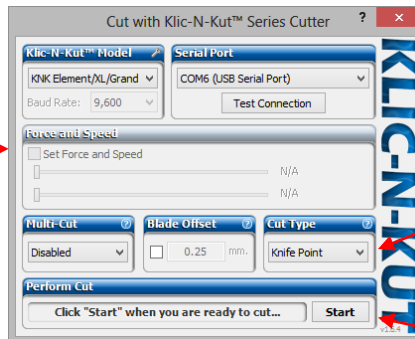 Cut with Klic-N-Kut™ Series Cutter ? ×
Klic-N-Kut™ Model
Serial Port
KNK Element/XL/Grand
COM6 (USB Serial Port)
Baud Rate: 9,600
Test Connection
Force and Speed
Set Force and Speed
N/A
N/A
Multi-Cut ?
Blade Offset ?
Cut Type ?
Disabled
0.25 mm.
Knife Point
Perform Cut
Click "Start" when you are ready to cut...
Start
KLIC-N-KUT